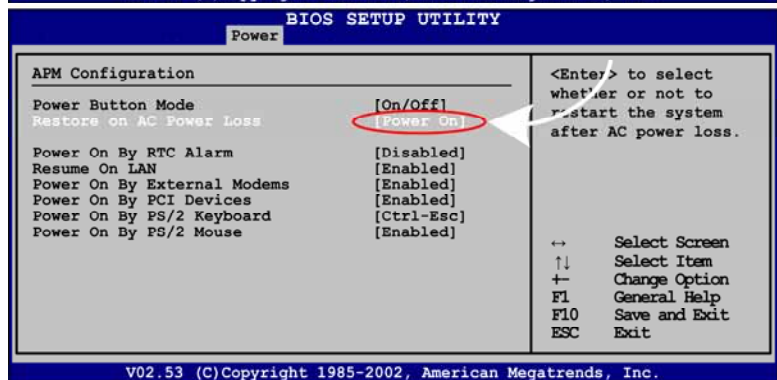 BIOS SETUP UTILITY
Power
APM Configuration
Power Button Mode [On/Off]
Restore on AC Power Loss [Power On]
Power On By RTC Alarm [Disabled]
Resume On LAN [Enabled]
Power On By External Modems [Enabled]
Power On By PCI Devices [Enabled]
Power On By PS/2 Keyboard [Ctrl-Esc]
Power On By PS/2 Mouse [Enabled]
<Enter> to select
whether or not to
restart the system
after AC power loss.
↔ Select Screen
↑↓ Select Item
+- Change Option
F1 General Help
F10 Save and Exit
ESC Exit
V02.53 (C)Copyright 1985-2002, American Megatrends, Inc.